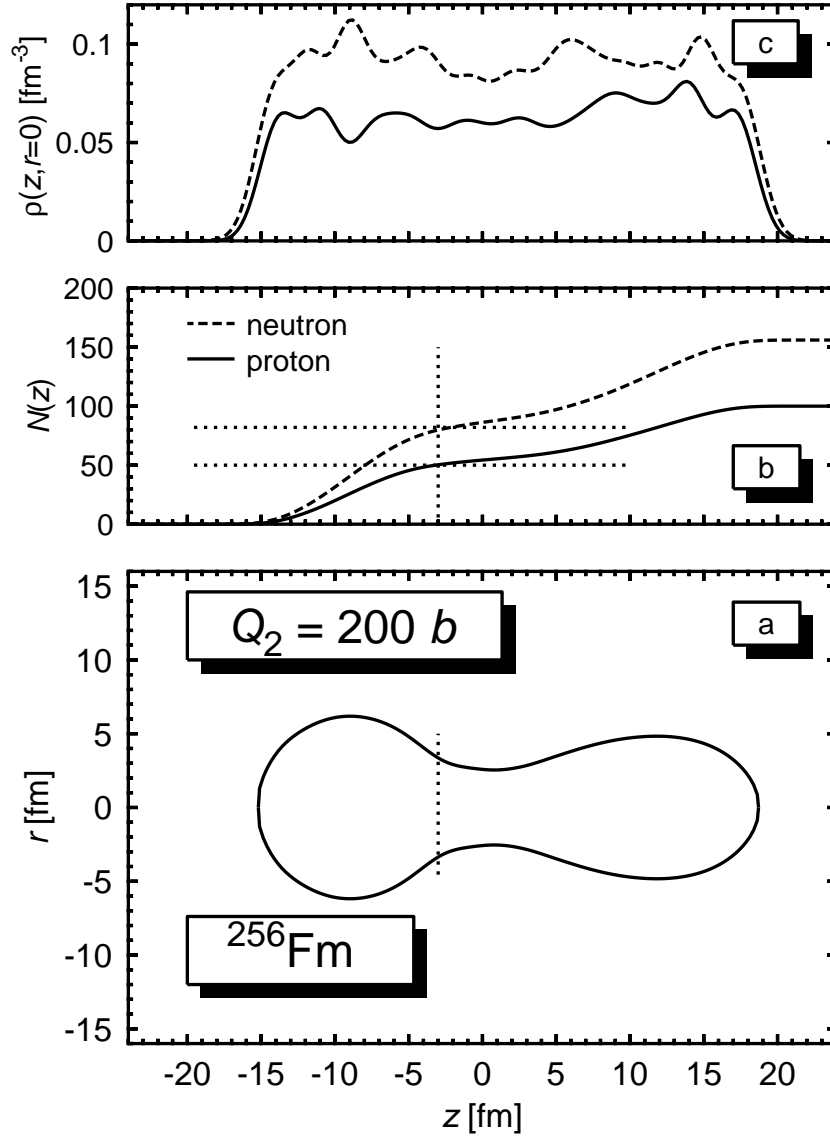 c
ρ(z,r=0) [fm⁻³]
0.1
0.05
0
200
150
100
50
0
N(z)
neutron
proton
b
15
10
5
0
-5
-10
-15
r [fm]
Q₂ = 200 b
a
²⁵⁶Fm
-20 -15 -10 -5 0 5 10 15 20
z [fm]